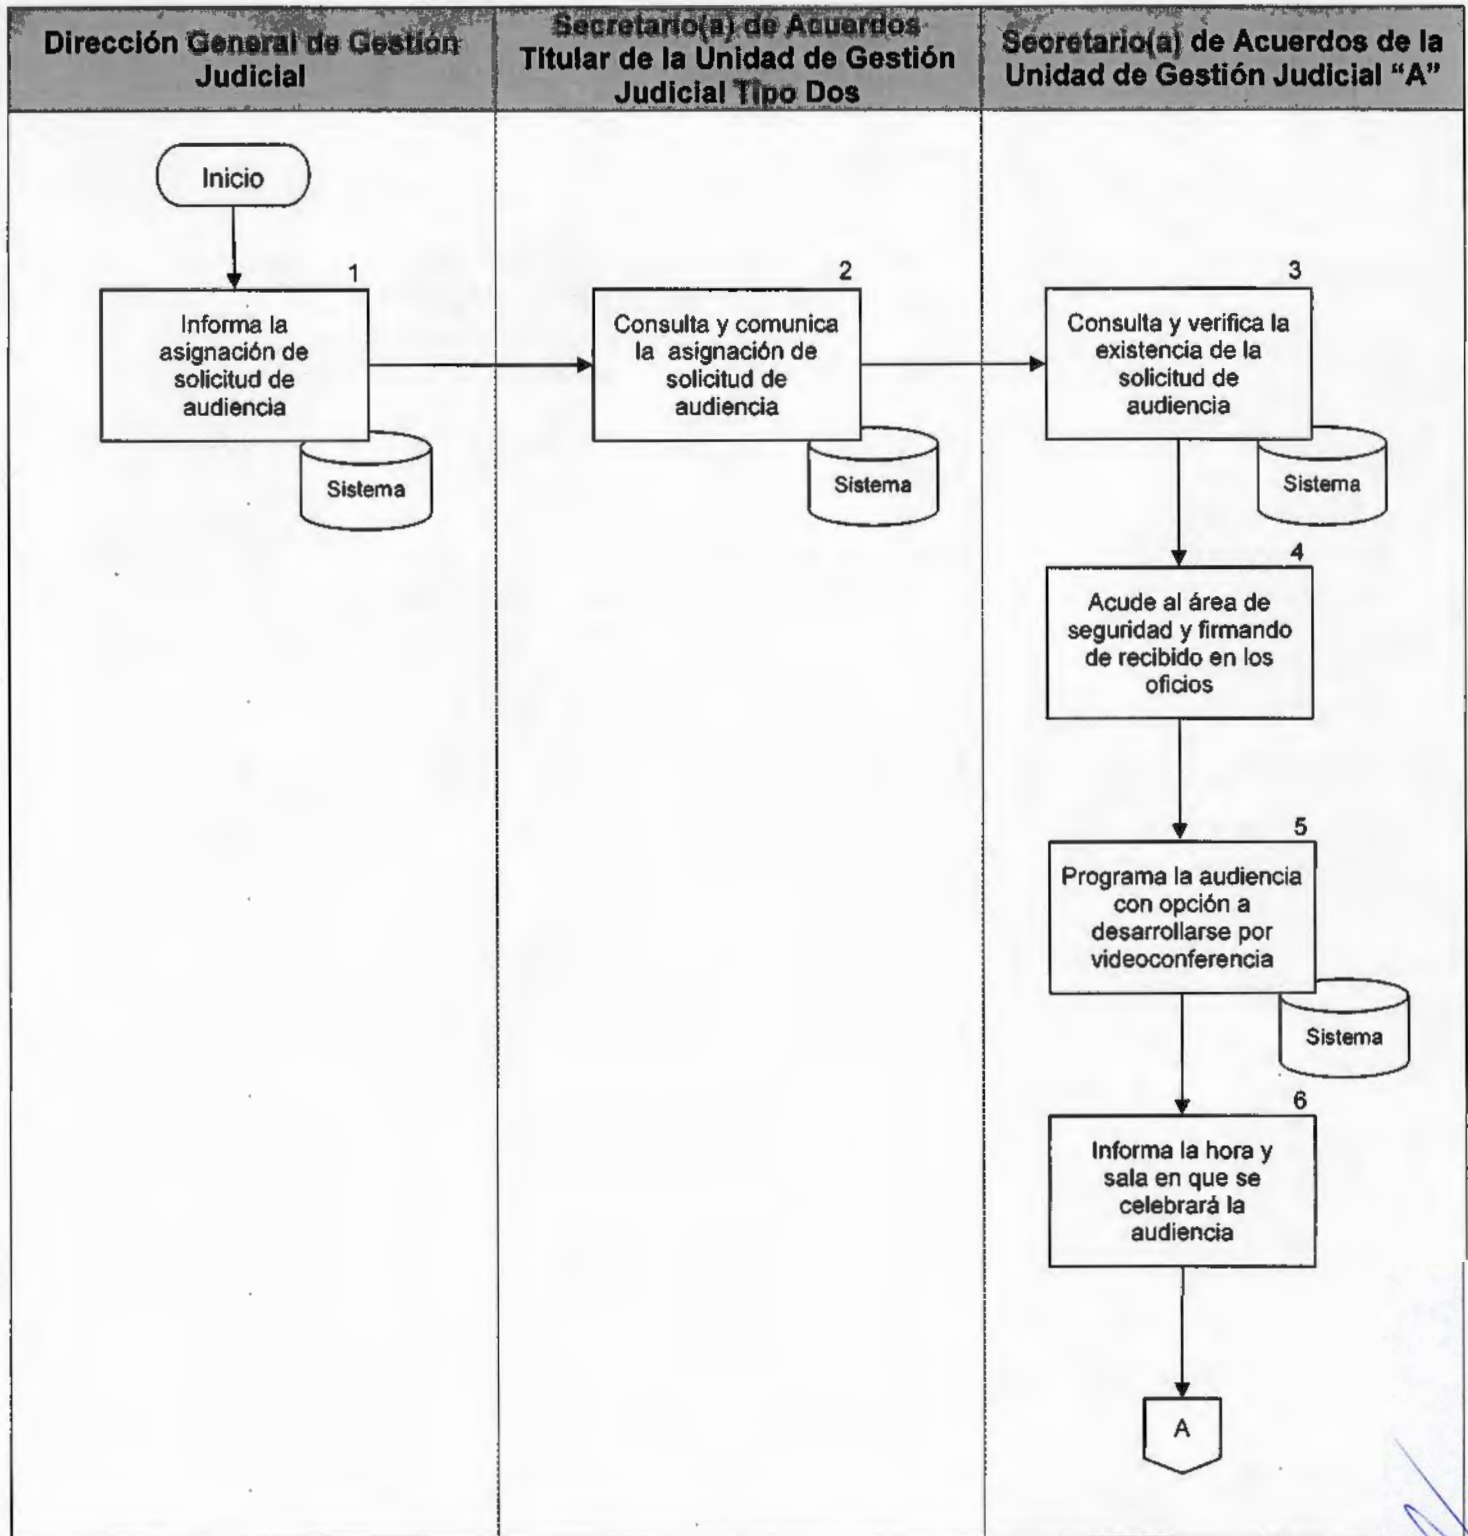 Dirección General de Gestión
Judicial
Secretario(a) de Acuerdos
Titular de la Unidad de Gestión
Judicial Tipo Dos
Secretario(a) de Acuerdos de la
Unidad de Gestión Judicial “A”
Inicio
1
Informa la
asignación de
solicitud de
audiencia
Sistema
2
Consulta y comunica
la asignación de
solicitud de
audiencia
Sistema
3
Consulta y verifica la
existencia de la
solicitud de
audiencia
Sistema
4
Acude al área de
seguridad y firmando
de recibido en los
oficios
5
Programa la audiencia
con opción a
desarrollarse por
videoconferencia
Sistema
6
Informa la hora y
sala en que se
celebrará la
audiencia
A